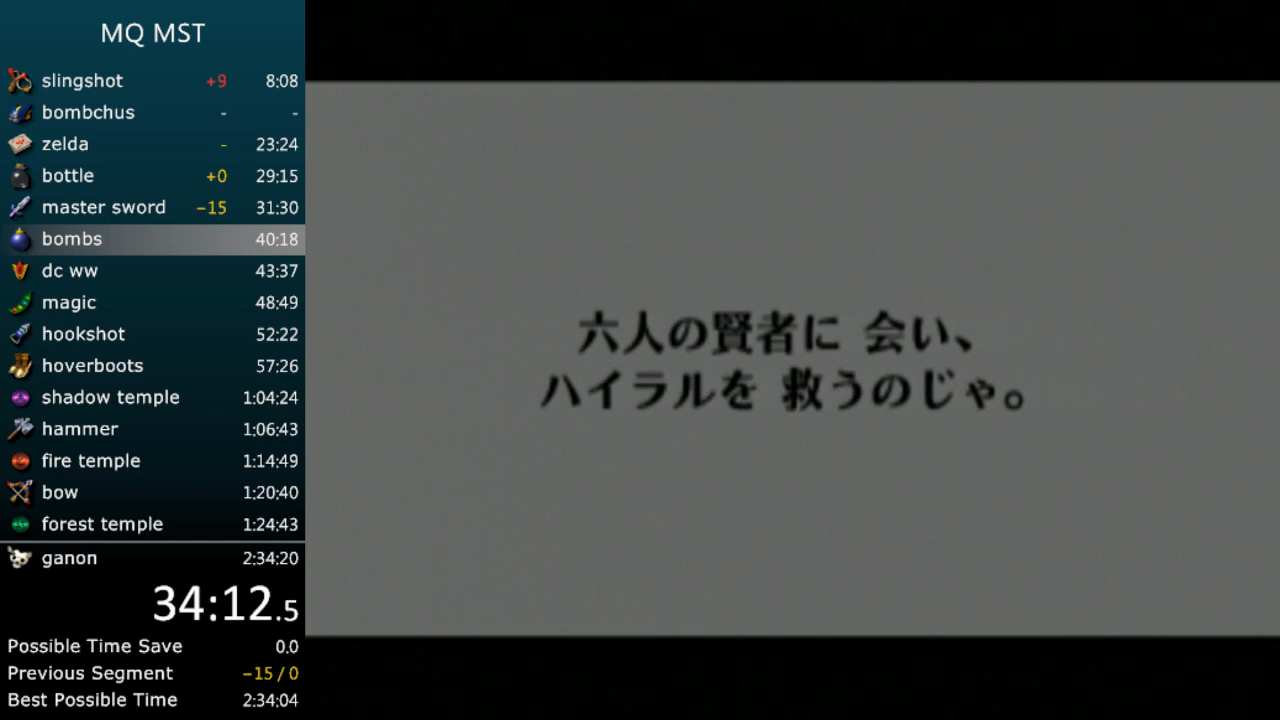 MQ MST
slingshot +9 8:08
bombchus - -
zelda - 23:24
bottle +0 29:15
master sword −15 31:30
bombs 40:18
dc ww 43:37
magic 48:49
hookshot 52:22
hoverboots 57:26
shadow temple 1:04:24
hammer 1:06:43
fire temple 1:14:49
bow 1:20:40
forest temple 1:24:43
ganon 2:34:20
34:12.5
Possible Time Save 0.0
Previous Segment −15 / 0
Best Possible Time 2:34:04
六人の賢者に 会い、
ハイラルを 救うのじゃ。